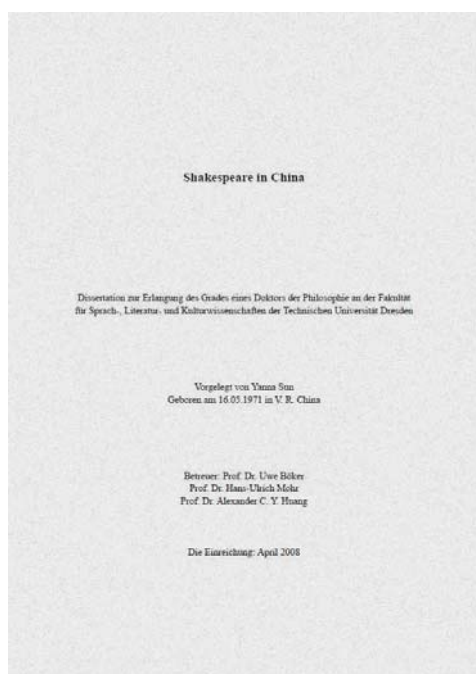 Shakespeare in China
Dissertation zur Erlangung des Grades eines Doktors der Philosophie an der Fakultät
für Sprach-, Literatur- und Kulturwissenschaften der Technischen Universität Dresden
Vorgelegt von Yanna Sun
Geboren am 16.05.1971 in V. R. China
Betreuer: Prof. Dr. Uwe Böker
Prof. Dr. Hans-Ulrich Mohr
Prof. Dr. Alexander C. Y. Huang
Die Einreichung: April 2008